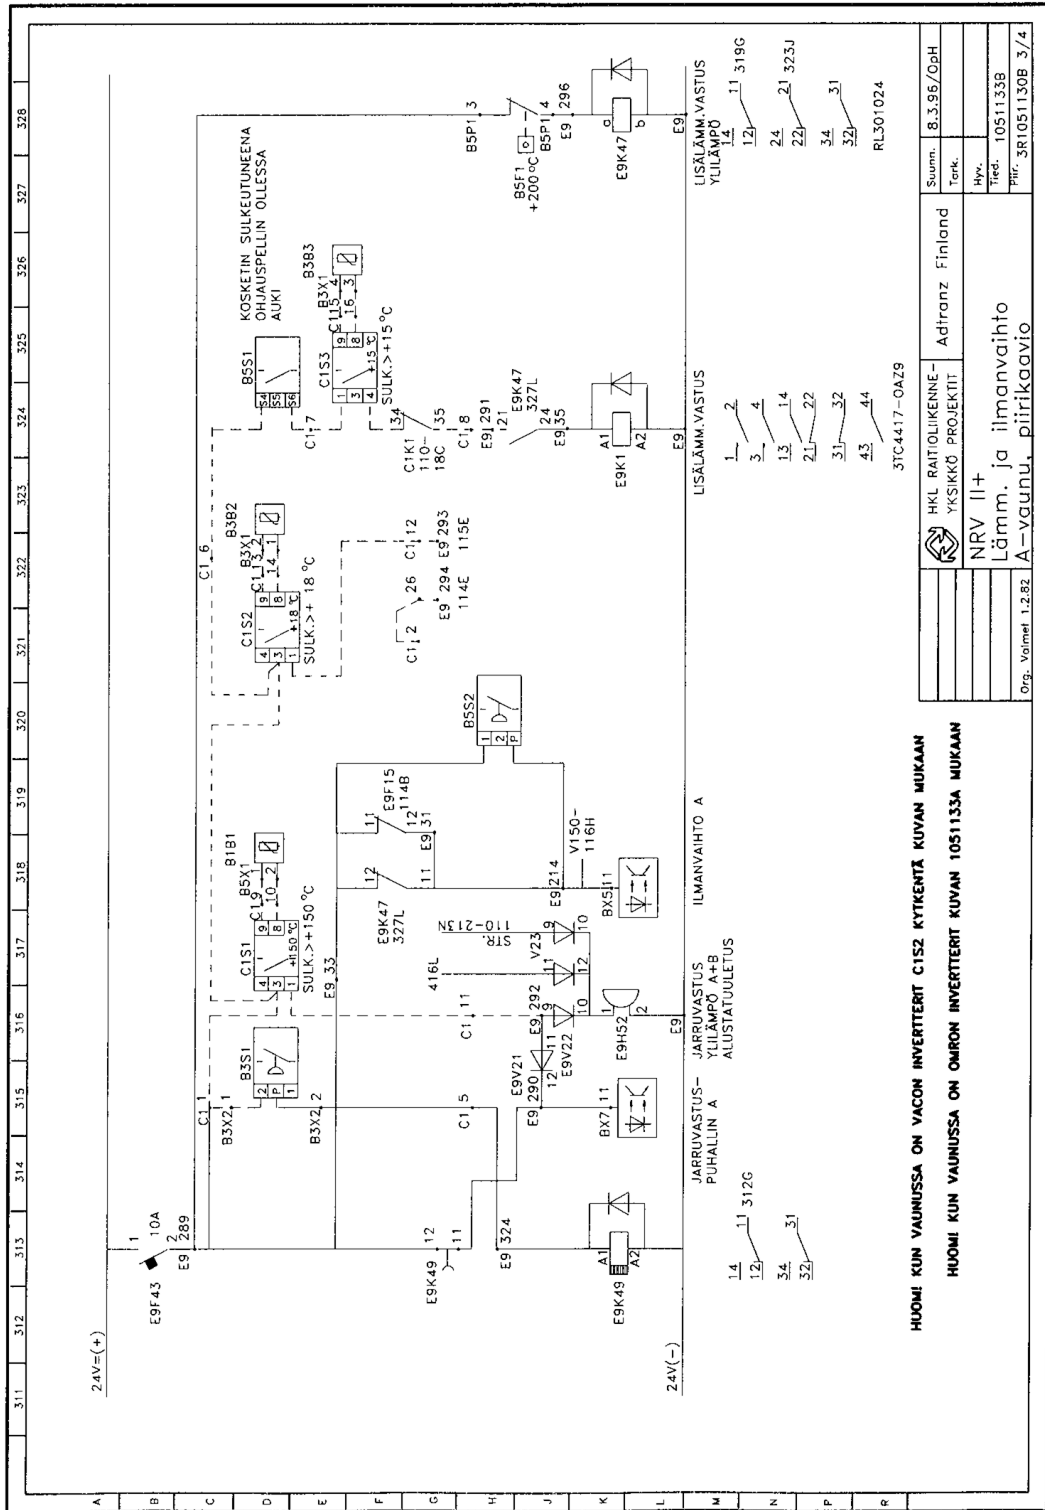 311 312 313 314 315 316 317 318 319 320 321 322 323 324 325 326 327 328
A
B
C
D
E
F
G
H
J
K
L
M
N
P
R
24V=(+)
E9F43
1
10A
2
E9 289
C1 1
B3X2 1
B3S1
2
P
1
B3X2 2
C1S1
4
3
1
9
8
+150°C
SULK.>+150°C
C1 9
10
B5X1
1
2
B1B1
E9 33
C1S2
4
3
1
9
8
+18°C
SULK.>+ 18 °C
C1 13
14
B3X1
2
1
B3B2
C1 6
B5S1
S4
S5
S6
KOSKETIN SULKEUTUNEENA
OHJAUSPELLIN OLLESSA
AUKI
C1 7
C1S3
1
3
4
9
8
+15°C
SULK.>+15°C
C1 15
16
B3X1
4
3
B3B3
34
35
C1K1
110-
18C
C1 8
E9 291
21
E9K47
327L
24
E9 35
E9K1
A1
A2
E9
B5P1 3
B5F1
+200°C
B5P1 4
E9 296
E9K47
a
b
E9
E9K47
327L
12
11
11
E9F15
114B
12
E9 31
B5S2
1
2
P
C1 2
26
E9 294
114E
C1 12
E9 293
115E
E9K49
12
11
E9 324
C1 5
C1 11
E9V21
E9 290
12
11
E9 292
9
10
E9V22
416L
11
12
STR.
110-213N
9
10
V23
E9H52
1
2
E9
E9 214
V150-
116H
BX5 11
BX7 11
E9K49
A1
A2
24V(-)
JARRUVASTUS-
PUHALLIN A
JARRUVASTUS
YLILÄMPÖ A+B
ALUSTATUULETUS
ILMANVAIHTO A
LISÄLÄMM.VASTUS
LISÄLÄMM.VASTUS
YLILÄMPÖ
14
12
11 312G
34
32
31
1 2
3 4
13 14
21 22
31 32
43 44
3TC4417-0AZ9
14
12
11 319G
24
22
21 323J
34
32
31
RL301024
HUOM! KUN VAUNUSSA ON VACON INVERTTERIT C1S2 KYTKENTÄ KUVAN MUKAAN
HUOM! KUN VAUNUSSA ON OMRON INVERTTERIT KUVAN 1051133A MUKAAN
Org. Valmet 1.2.82
HKL RAITIOLIIKENNE-
YKSIKKÖ PROJEKTIT
Adtranz Finland
NRV II+
Lämm. ja ilmanvaihto
A-vaunu, piirikaavio
Suunn. 8.3.96/OpH
Tark.
Hyv.
Tied. 1051133B
Piir. 3R1051130B 3/4